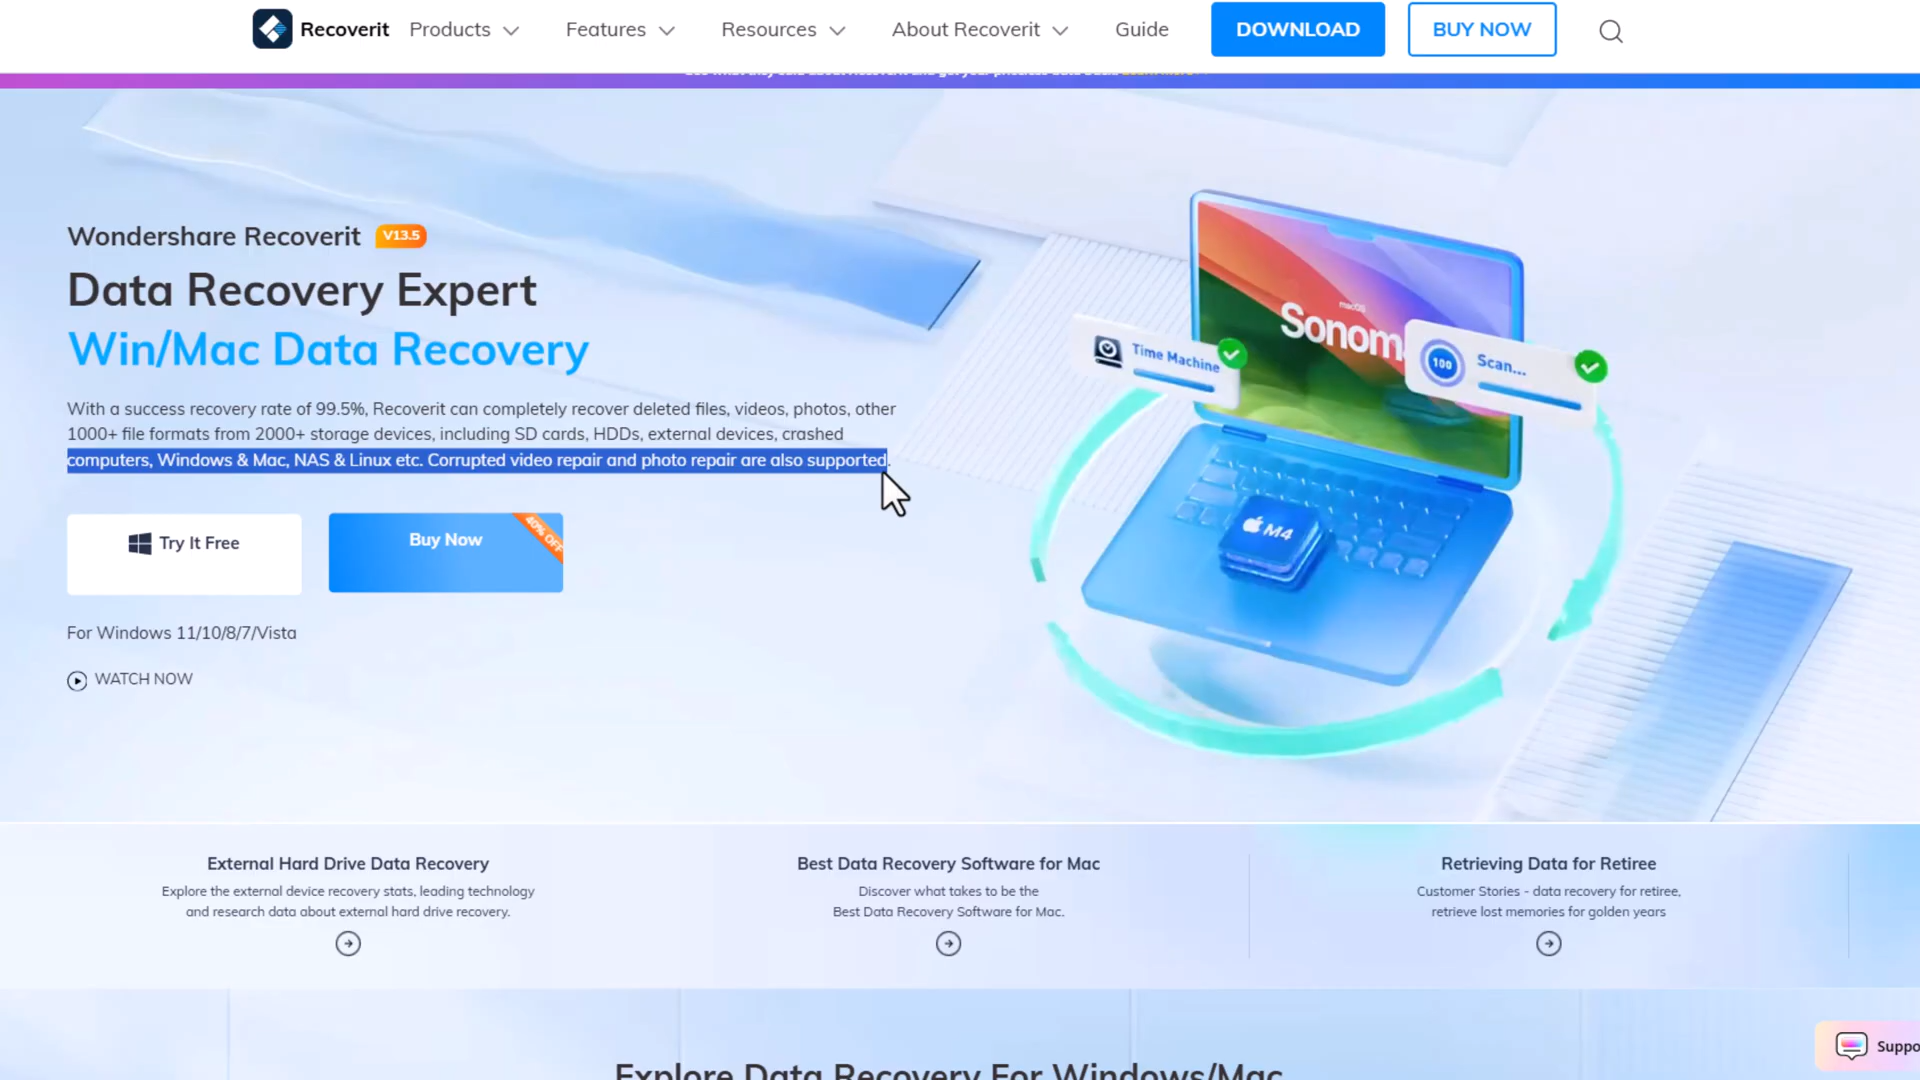 Recoverit Products Features Resources About Recoverit Guide DOWNLOAD BUY NOW
Wondershare Recoverit V13.5
Data Recovery Expert
Win/Mac Data Recovery
With a success recovery rate of 99.5%, Recoverit can completely recover deleted files, videos, photos, other
1000+ file formats from 2000+ storage devices, including SD cards, HDDs, external devices, crashed
computers, Windows & Mac, NAS & Linux etc. Corrupted video repair and photo repair are also supported.
Try It Free
Buy Now
40% OFF
For Windows 11/10/8/7/Vista
WATCH NOW
macOS
Sonom
Time Machine
100 Scan...
M4
External Hard Drive Data Recovery
Explore the external device recovery stats, leading technology
and research data about external hard drive recovery.
Best Data Recovery Software for Mac
Discover what takes to be the
Best Data Recovery Software for Mac.
Retrieving Data for Retiree
Customer Stories - data recovery for retiree,
retrieve lost memories for golden years
Explore Data Recovery For Windows/Mac
Suppo